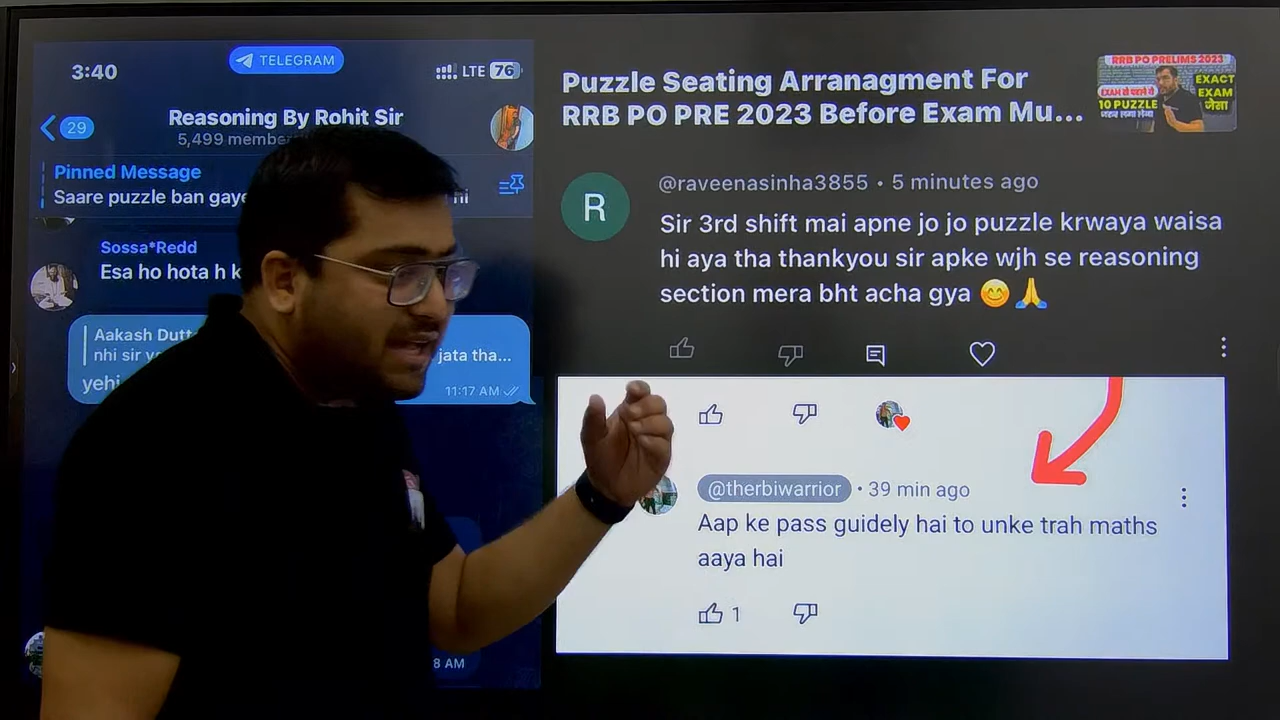 3:40
TELEGRAM
LTE 76
29
Reasoning By Rohit Sir
5,499
Pinned Message
Saare puzzle ban gaye
Sossa*Redd
Esa ho hota h
Aakash Dutt
nhi sir
jata tha...
yehi
11:17 AM
8 AM
Puzzle Seating Arranagment For
RRB PO PRE 2023 Before Exam Mu...
RRB PO PRELIMS 2023
EXACT
EXAM
जैसा
10 PUZZLE
R
@raveenasinha3855 • 5 minutes ago
Sir 3rd shift mai apne jo jo puzzle krwaya waisa
hi aya tha thankyou sir apke wjh se reasoning
section mera bht acha gya 😊 🙏
@therbiwarrior • 39 min ago
Aap ke pass guidely hai to unke trah maths
aaya hai
1